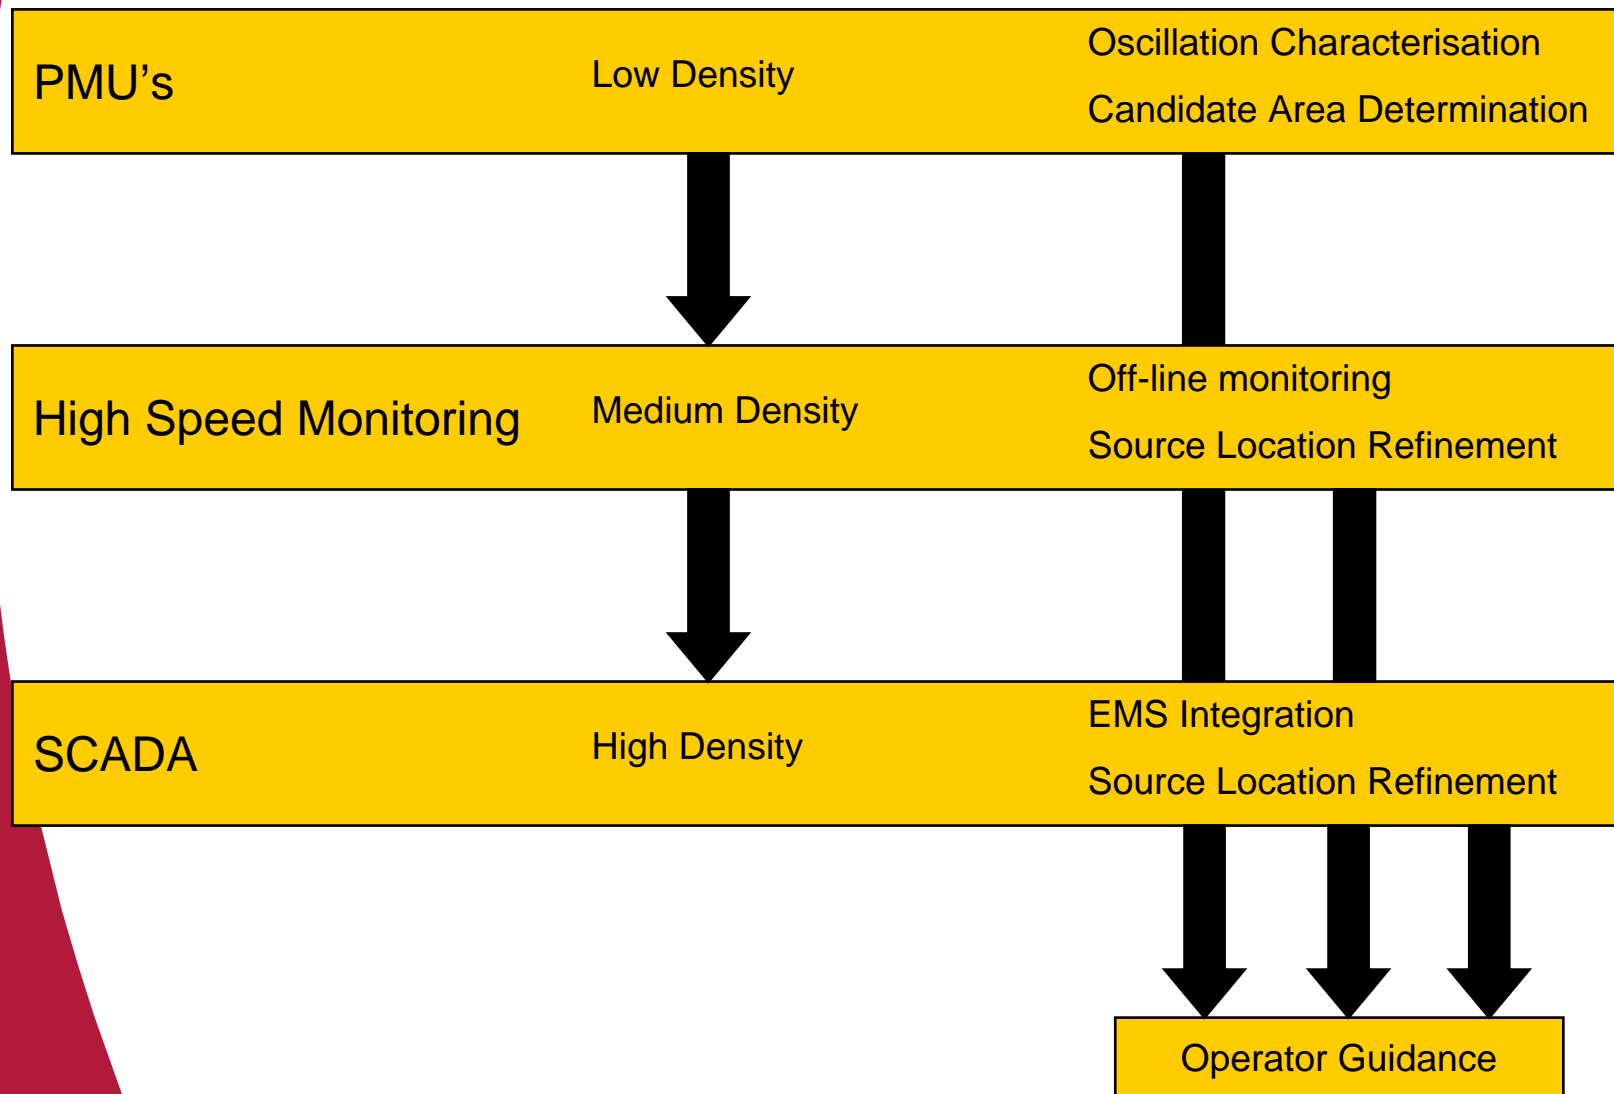 PMU's
Low Density
Oscillation Characterisation
Candidate Area Determination
High Speed Monitoring
Medium Density
Off-line monitoring
Source Location Refinement
SCADA
High Density
EMS Integration
Source Location Refinement
Operator Guidance